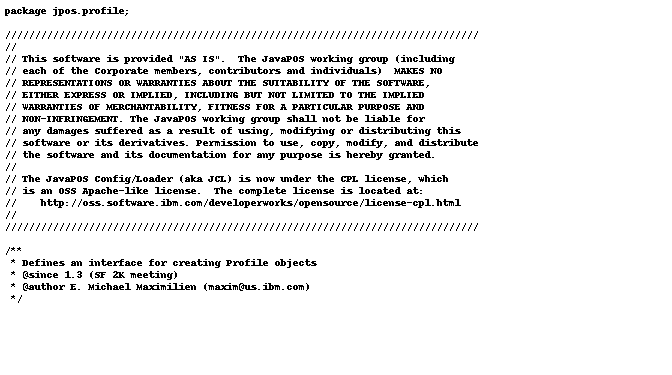 package jpos.profile;
///////////////////////////////////////////////////////////////////////////////
//
// This software is provided "AS IS".  The JavaPOS working group (including
// each of the Corporate members, contributors and individuals)  MAKES NO
// REPRESENTATIONS OR WARRANTIES ABOUT THE SUITABILITY OF THE SOFTWARE,
// EITHER EXPRESS OR IMPLIED, INCLUDING BUT NOT LIMITED TO THE IMPLIED
// WARRANTIES OF MERCHANTABILITY, FITNESS FOR A PARTICULAR PURPOSE AND
// NON-INFRINGEMENT. The JavaPOS working group shall not be liable for
// any damages suffered as a result of using, modifying or distributing this
// software or its derivatives. Permission to use, copy, modify, and distribute
// the software and its documentation for any purpose is hereby granted.
//
// The JavaPOS Config/Loader (aka JCL) is now under the CPL license, which
// is an OSS Apache-like license.  The complete license is located at:
//    http://oss.software.ibm.com/developerworks/opensource/license-cpl.html
//
///////////////////////////////////////////////////////////////////////////////
/**
 * Defines an interface for creating Profile objects
 * @since 1.3 (SF 2K meeting)
 * @author E. Michael Maximilien (maxim@us.ibm.com)
 */